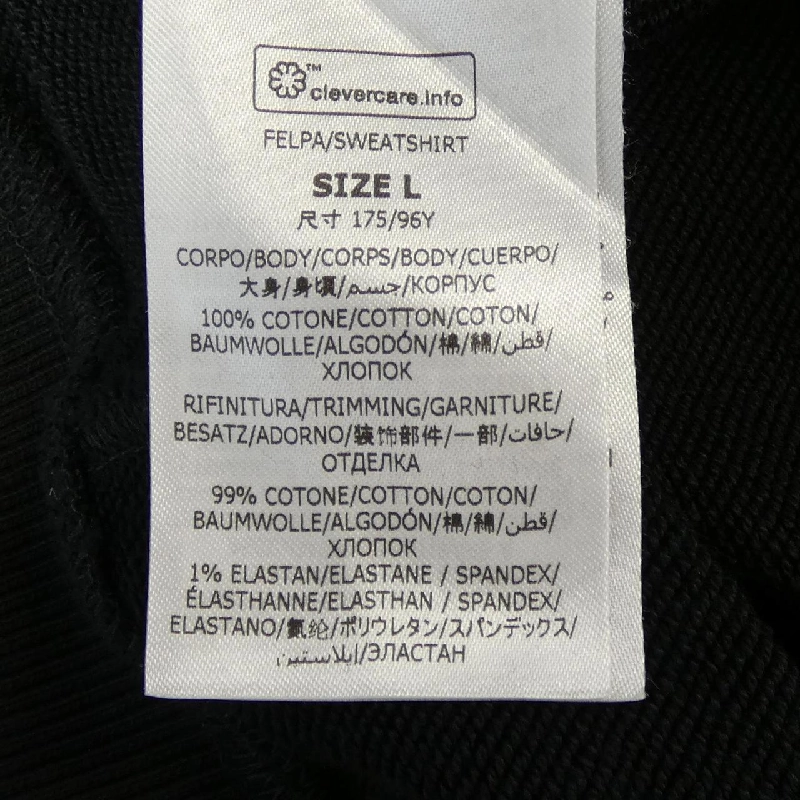 ™
clevercare.info
FELPA/SWEATSHIRT
SIZE L
尺寸 175/96Y
CORPO/BODY/CORPS/BODY/CUERPO/
大身/身頃/جسم/КОРПУС
100% COTONE/COTTON/COTON/
BAUMWOLLE/ALGODÓN/棉/綿/قطن/
ХЛОПОК
RIFINITURA/TRIMMING/GARNITURE/
BESATZ/ADORNO/装饰部件/一部/حافات/
ОТДЕЛКА
99% COTONE/COTTON/COTON/
BAUMWOLLE/ALGODÓN/棉/綿/قطن/
ХЛОПОК
1% ELASTAN/ELASTANE / SPANDEX/
ÉLASTHANNE/ELASTHAN / SPANDEX/
ELASTANO/氨纶/ポリウレタン/スパンデックス/
إيلاستين/ЭЛАСТАН